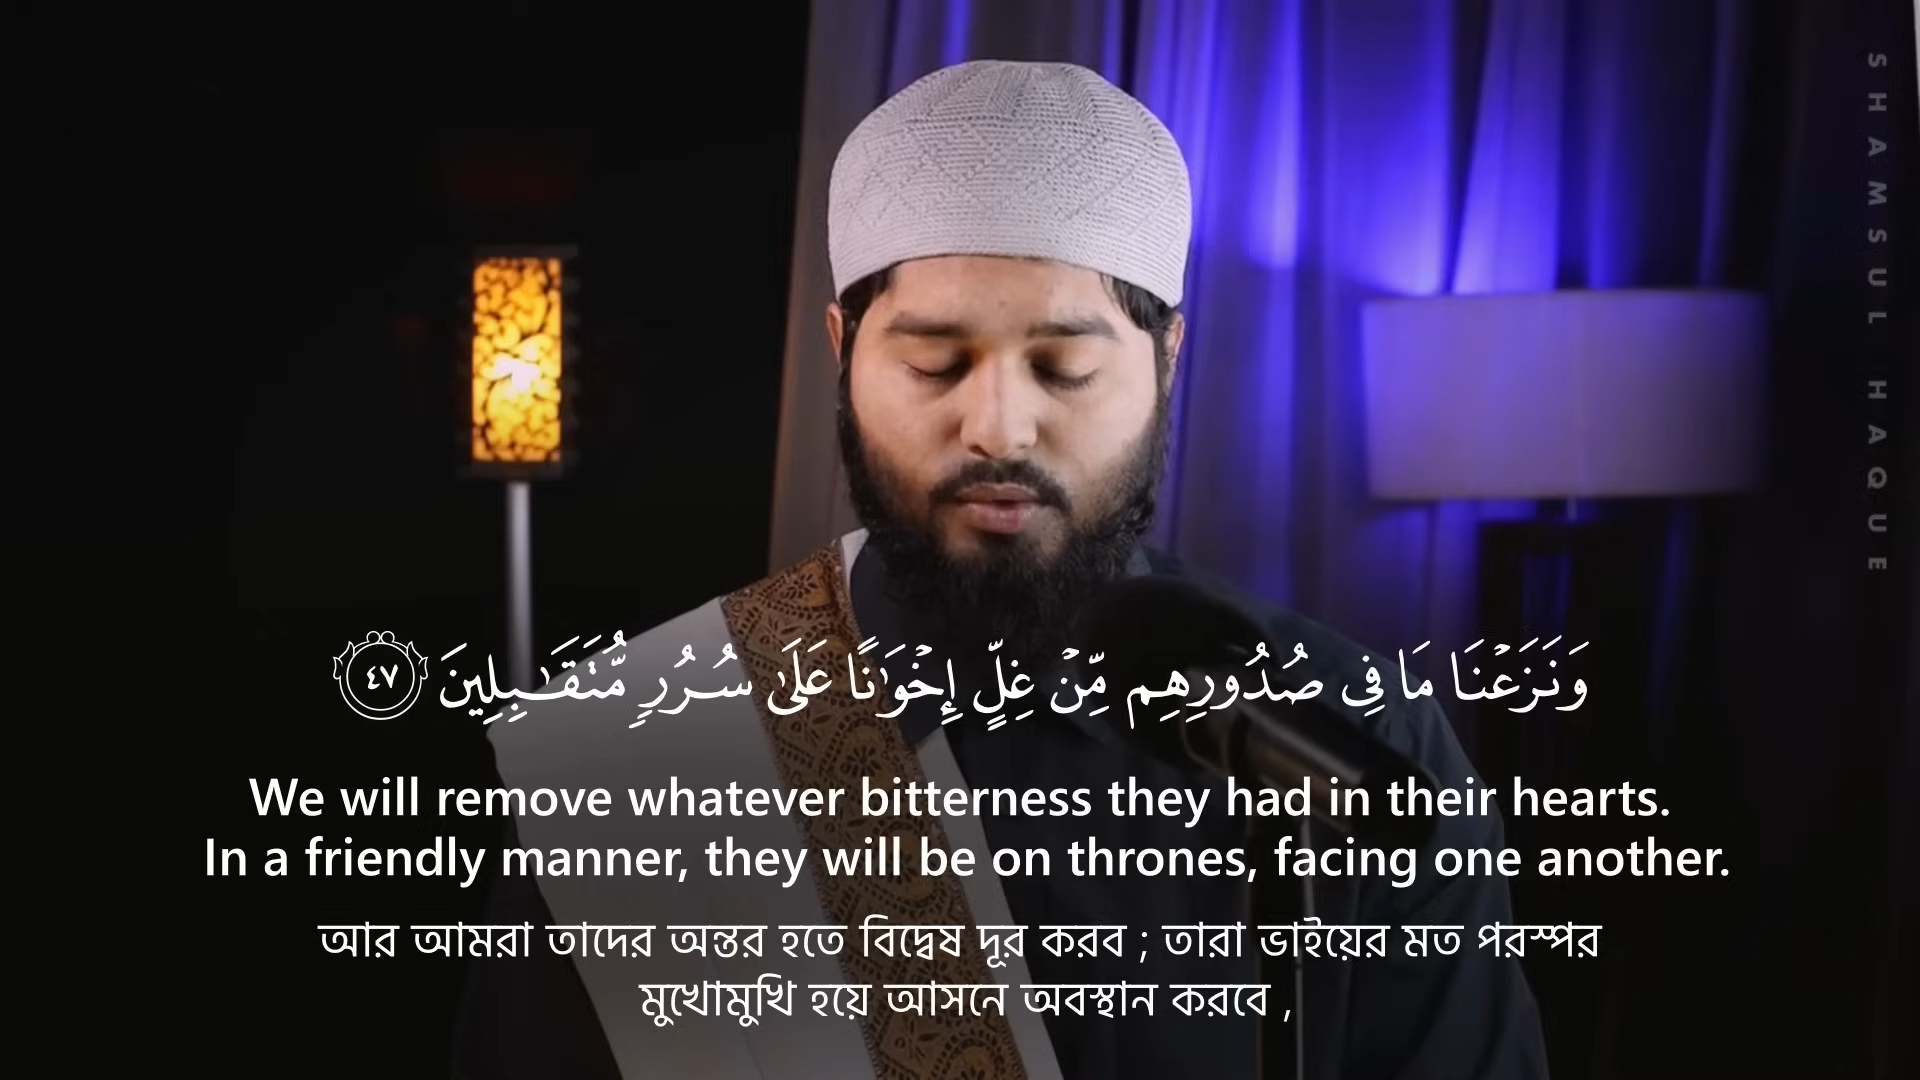 وَنَزَعْنَا مَا فِى صُدُورِهِم مِّنْ غِلٍّ إِخْوَٰنًا عَلَىٰ سُرُرٍ مُّتَقَـٰبِلِينَ ٤٧
We will remove whatever bitterness they had in their hearts.
In a friendly manner, they will be on thrones, facing one another.
আর আমরা তাদের অন্তর হতে বিদ্বেষ দূর করব ; তারা ভাইয়ের মত পরস্পর
মুখোমুখি হয়ে আসনে অবস্থান করবে ,
SHAMSUL HAQUE